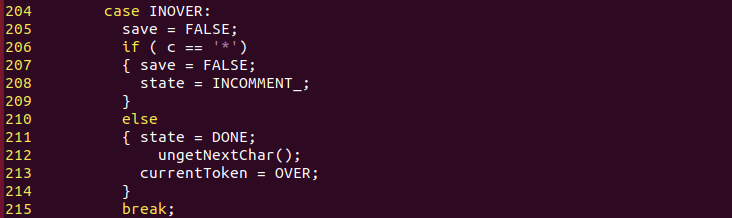 204        case INOVER:
205          save = FALSE;
206          if ( c == '*')
207          { save = FALSE;
208            state = INCOMMENT_;
209          }
210          else
211          { state = DONE;
212              ungetNextChar();
213            currentToken = OVER;
214          }
215          break;